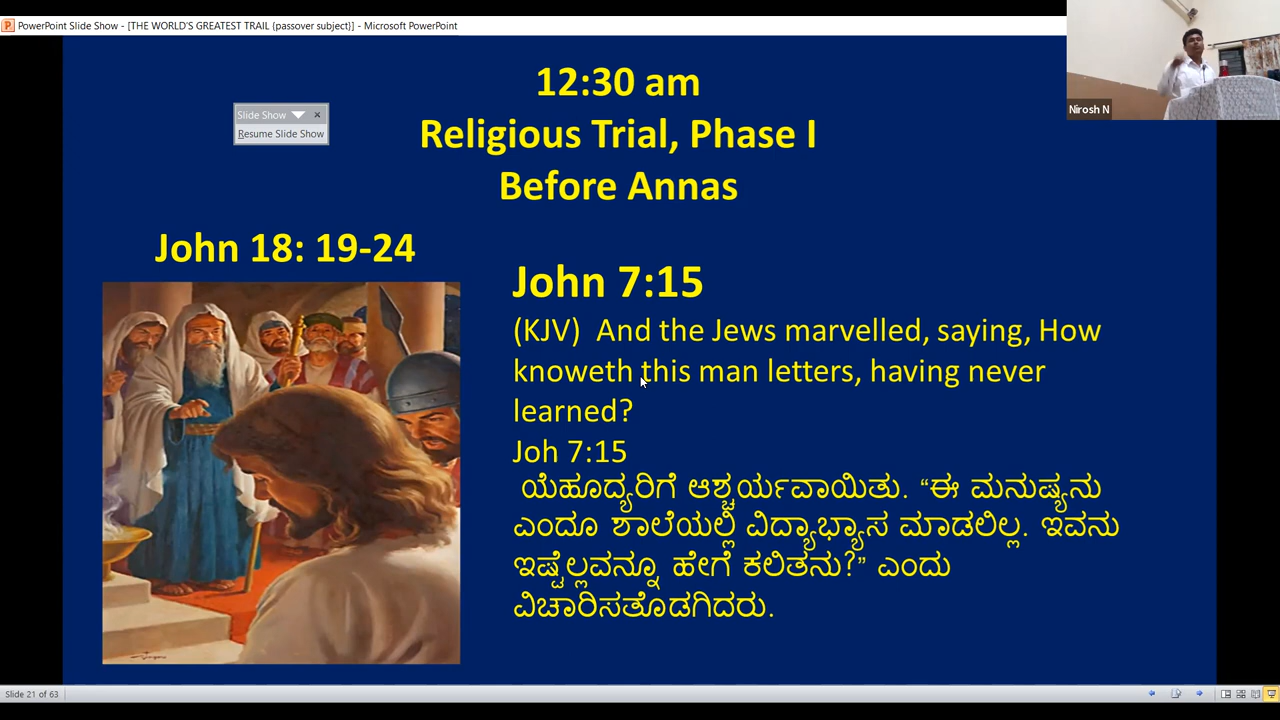 PowerPoint Slide Show - [THE WORLD'S GREATEST TRAIL (passover subject)] - Microsoft PowerPoint
Nirosh N
12:30 am
Slide Show
Resume Slide Show
Religious Trial, Phase I
Before Annas
John 18: 19-24
John 7:15
(KJV) And the Jews marvelled, saying, How
knoweth this man letters, having never
learned?
Joh 7:15
ಯೆಹೂದ್ಯರಿಗೆ ಆಶ್ಚರ್ಯವಾಯಿತು. “ಈ ಮನುಷ್ಯನು
ಎಂದೂ ಶಾಲೆಯಲ್ಲಿ ವಿದ್ಯಾಭ್ಯಾಸ ಮಾಡಲಿಲ್ಲ. ಇವನು
ಇಷ್ಟೆಲ್ಲವನ್ನೂ ಹೇಗೆ ಕಲಿತನು?” ಎಂದು
ವಿಚಾರಿಸತೊಡಗಿದರು.
Slide 21 of 63